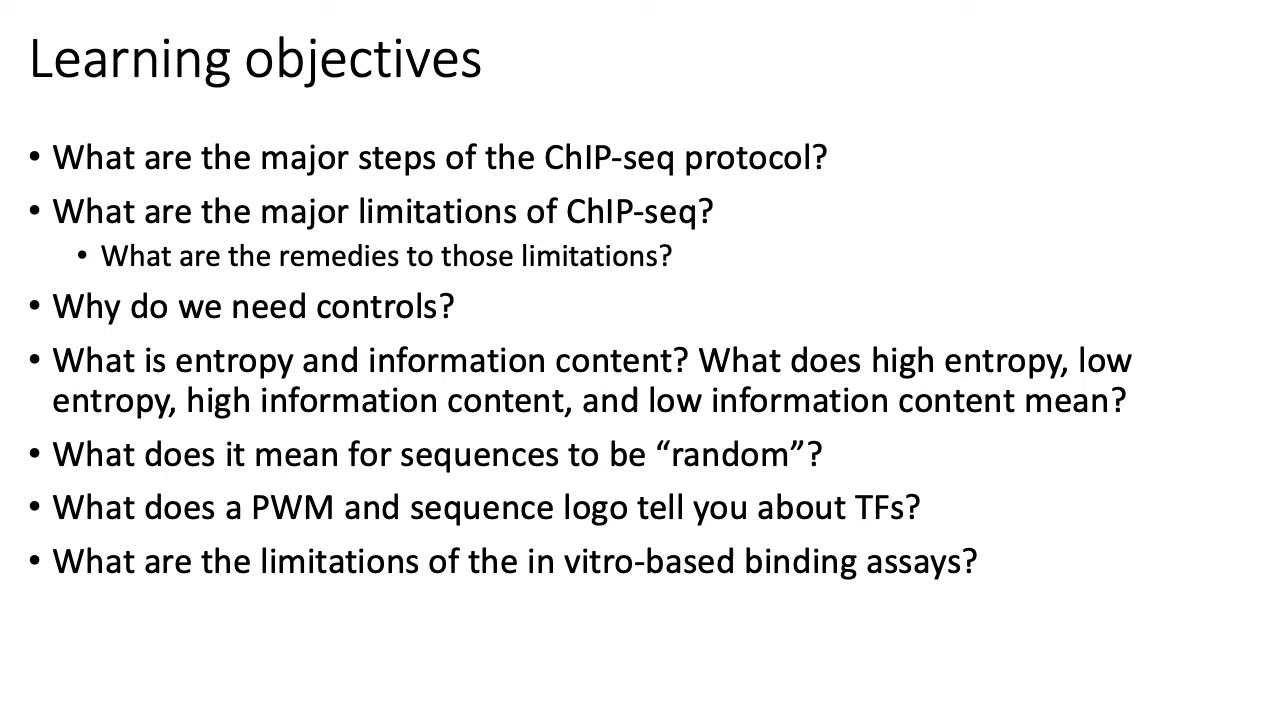 Learning objectives
• What are the major steps of the ChIP-seq protocol?
• What are the major limitations of ChIP-seq?
• What are the remedies to those limitations?
• Why do we need controls?
• What is entropy and information content? What does high entropy, low
entropy, high information content, and low information content mean?
• What does it mean for sequences to be “random”?
• What does a PWM and sequence logo tell you about TFs?
• What are the limitations of the in vitro-based binding assays?